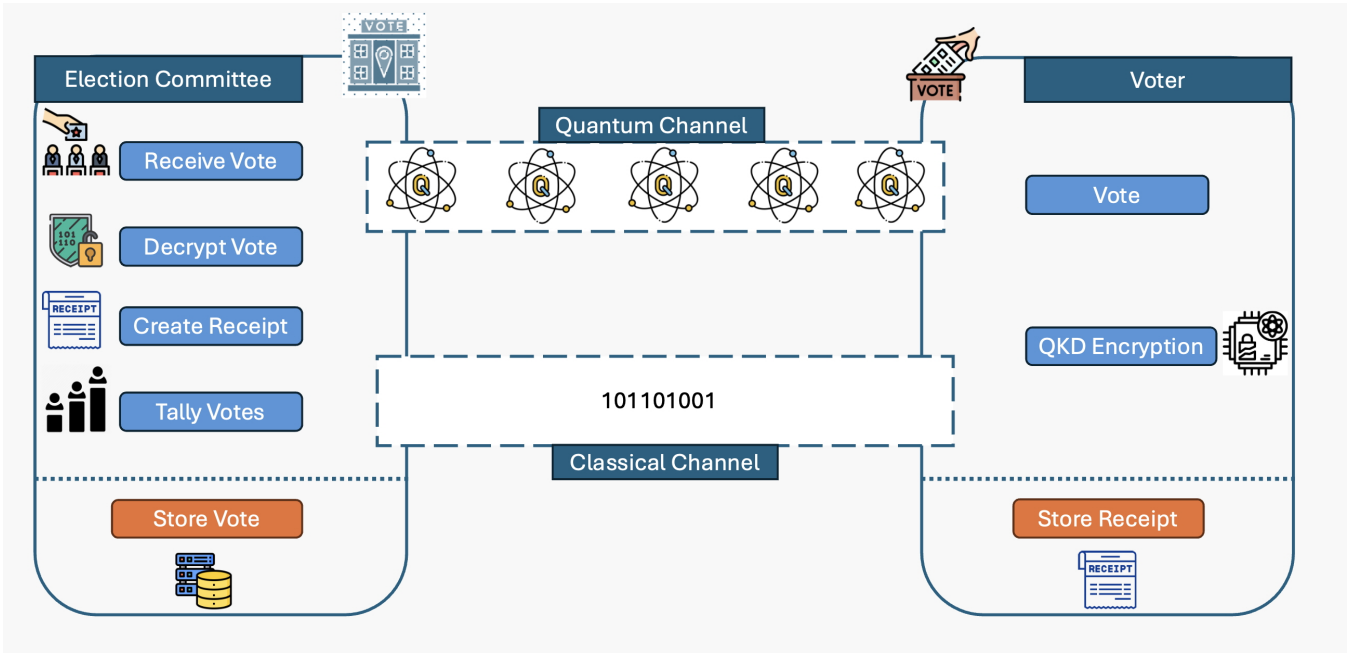 VOTE
Election Committee
Receive Vote
101
110
Decrypt Vote
RECEIPT
Create Receipt
Tally Votes
Store Vote
Quantum Channel
Q
Q
Q
Q
Q
101101001
Classical Channel
VOTE
Voter
Vote
QKD Encryption
Store Receipt
RECEIPT